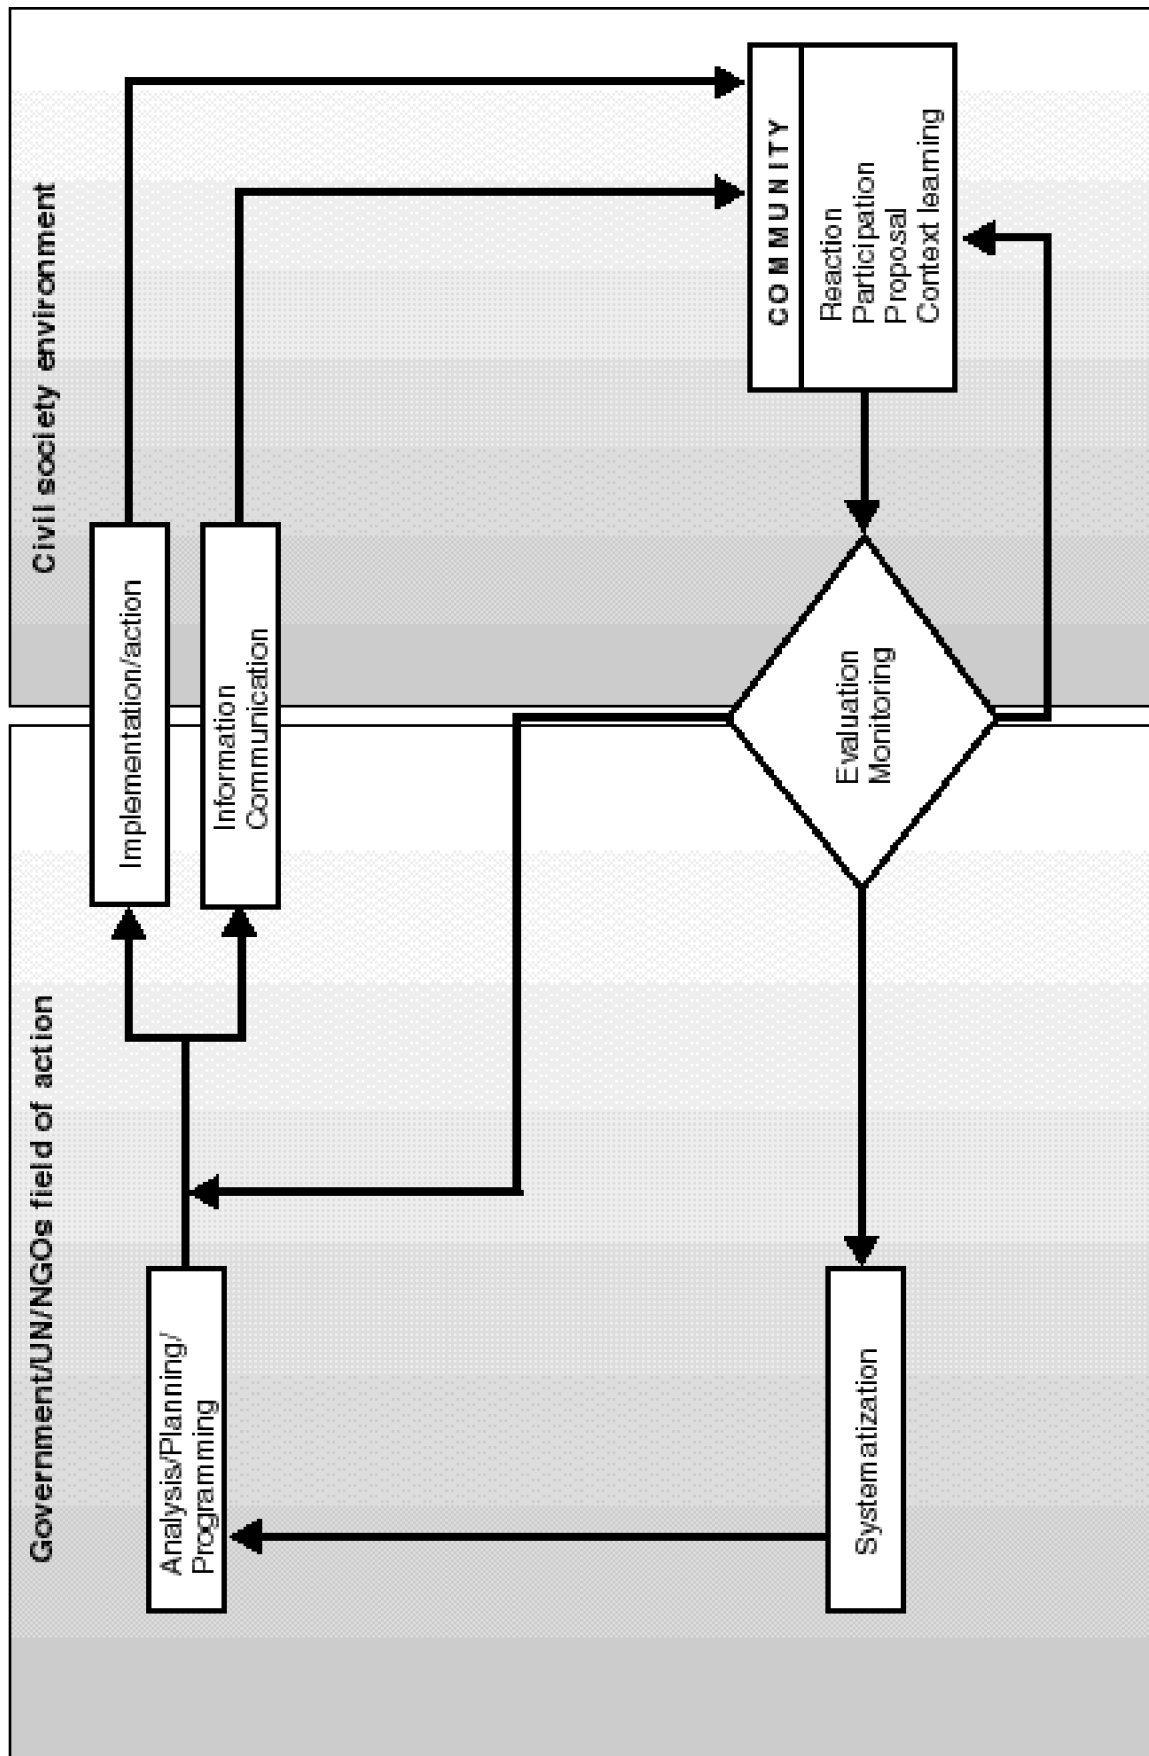 Government/UN/NGOs field of action
Civil society environment
Analysis/Planning/
Programming
Implementation/action
Information
Communication
COMMUNITY
Reaction
Participation
Proposal
Context learning
Evaluation
Monitoring
Systematization